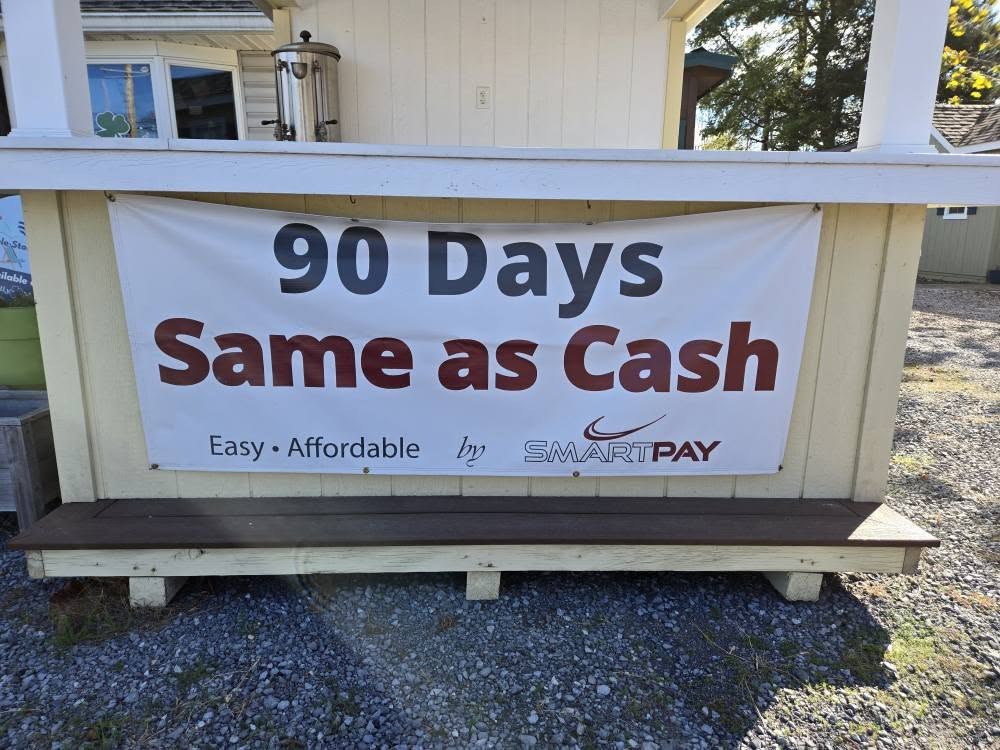 90 Days
Same as Cash
Easy • Affordable by SMARTPAY